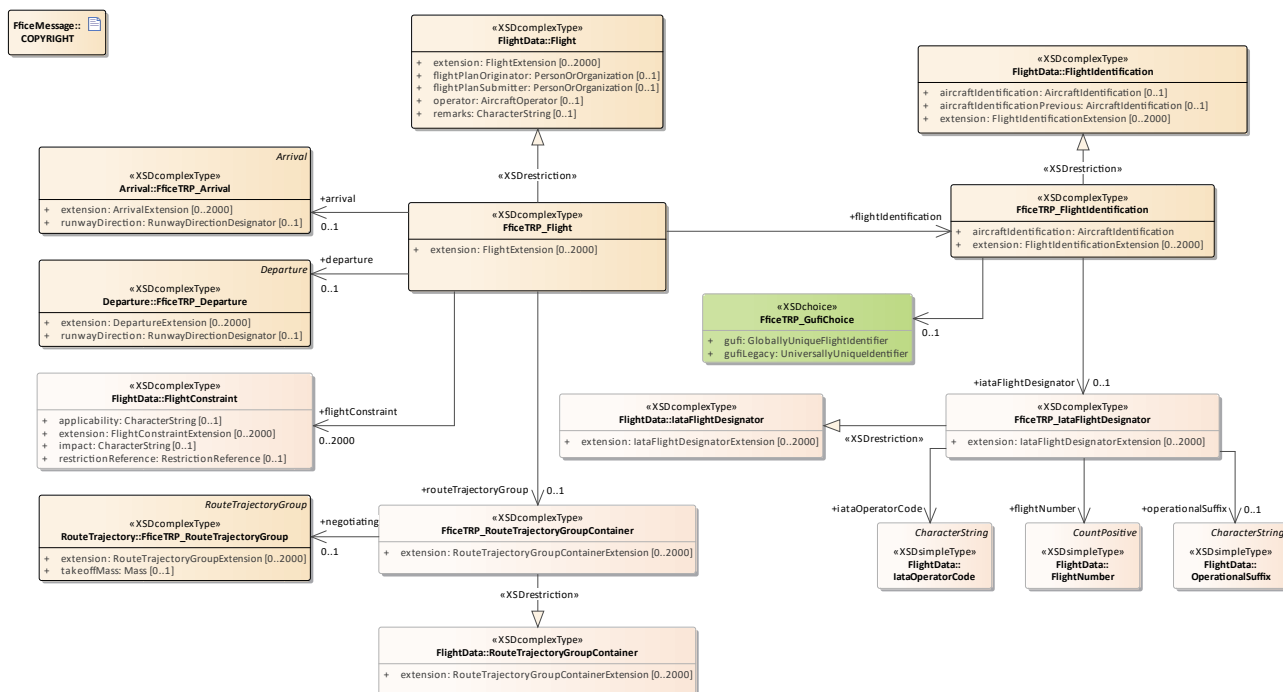 FficeMessage::
COPYRIGHT
«XSDcomplexType»
FlightData::Flight
+ extension: FlightExtension [0..2000]
+ flightPlanOriginator: PersonOrOrganization [0..1]
+ flightPlanSubmitter: PersonOrOrganization [0..1]
+ operator: AircraftOperator [0..1]
+ remarks: CharacterString [0..1]
«XSDcomplexType»
FlightData::FlightIdentification
+ aircraftIdentification: AircraftIdentification [0..1]
+ aircraftIdentificationPrevious: AircraftIdentification [0..1]
+ extension: FlightIdentificationExtension [0..2000]
«XSDrestriction»
«XSDrestriction»
Arrival
«XSDcomplexType»
Arrival::FficeTRP_Arrival
+ extension: ArrivalExtension [0..2000]
+ runwayDirection: RunwayDirectionDesignator [0..1]
+arrival
0..1
«XSDcomplexType»
FficeTRP_Flight
+ extension: FlightExtension [0..2000]
+flightIdentification
«XSDcomplexType»
FficeTRP_FlightIdentification
+ aircraftIdentification: AircraftIdentification
+ extension: FlightIdentificationExtension [0..2000]
Departure
«XSDcomplexType»
Departure::FficeTRP_Departure
+ extension: DepartureExtension [0..2000]
+ runwayDirection: RunwayDirectionDesignator [0..1]
+departure
0..1
«XSDchoice»
FficeTRP_GufiChoice
+ gufi: GloballyUniqueFlightIdentifier
+ gufiLegacy: UniversallyUniqueIdentifier
0..1
«XSDcomplexType»
FlightData::FlightConstraint
+ applicability: CharacterString [0..1]
+ extension: FlightConstraintExtension [0..2000]
+ impact: CharacterString [0..1]
+ restrictionReference: RestrictionReference [0..1]
+flightConstraint
0..2000
+iataFlightDesignator
0..1
«XSDcomplexType»
FlightData::IataFlightDesignator
+ extension: IataFlightDesignatorExtension [0..2000]
«XSDrestriction»
«XSDcomplexType»
FficeTRP_IataFlightDesignator
+ extension: IataFlightDesignatorExtension [0..2000]
+routeTrajectoryGroup
0..1
RouteTrajectoryGroup
«XSDcomplexType»
RouteTrajectory::FficeTRP_RouteTrajectoryGroup
+ extension: RouteTrajectoryGroupExtension [0..2000]
+ takeoffMass: Mass [0..1]
+negotiating
0..1
«XSDcomplexType»
FficeTRP_RouteTrajectoryGroupContainer
+ extension: RouteTrajectoryGroupContainerExtension [0..2000]
+iataOperatorCode
+flightNumber
+operationalSuffix
0..1
CharacterString
«XSDsimpleType»
FlightData::
IataOperatorCode
CountPositive
«XSDsimpleType»
FlightData::
FlightNumber
CharacterString
«XSDsimpleType»
FlightData::
OperationalSuffix
«XSDrestriction»
«XSDcomplexType»
FlightData::RouteTrajectoryGroupContainer
+ extension: RouteTrajectoryGroupContainerExtension [0..2000]